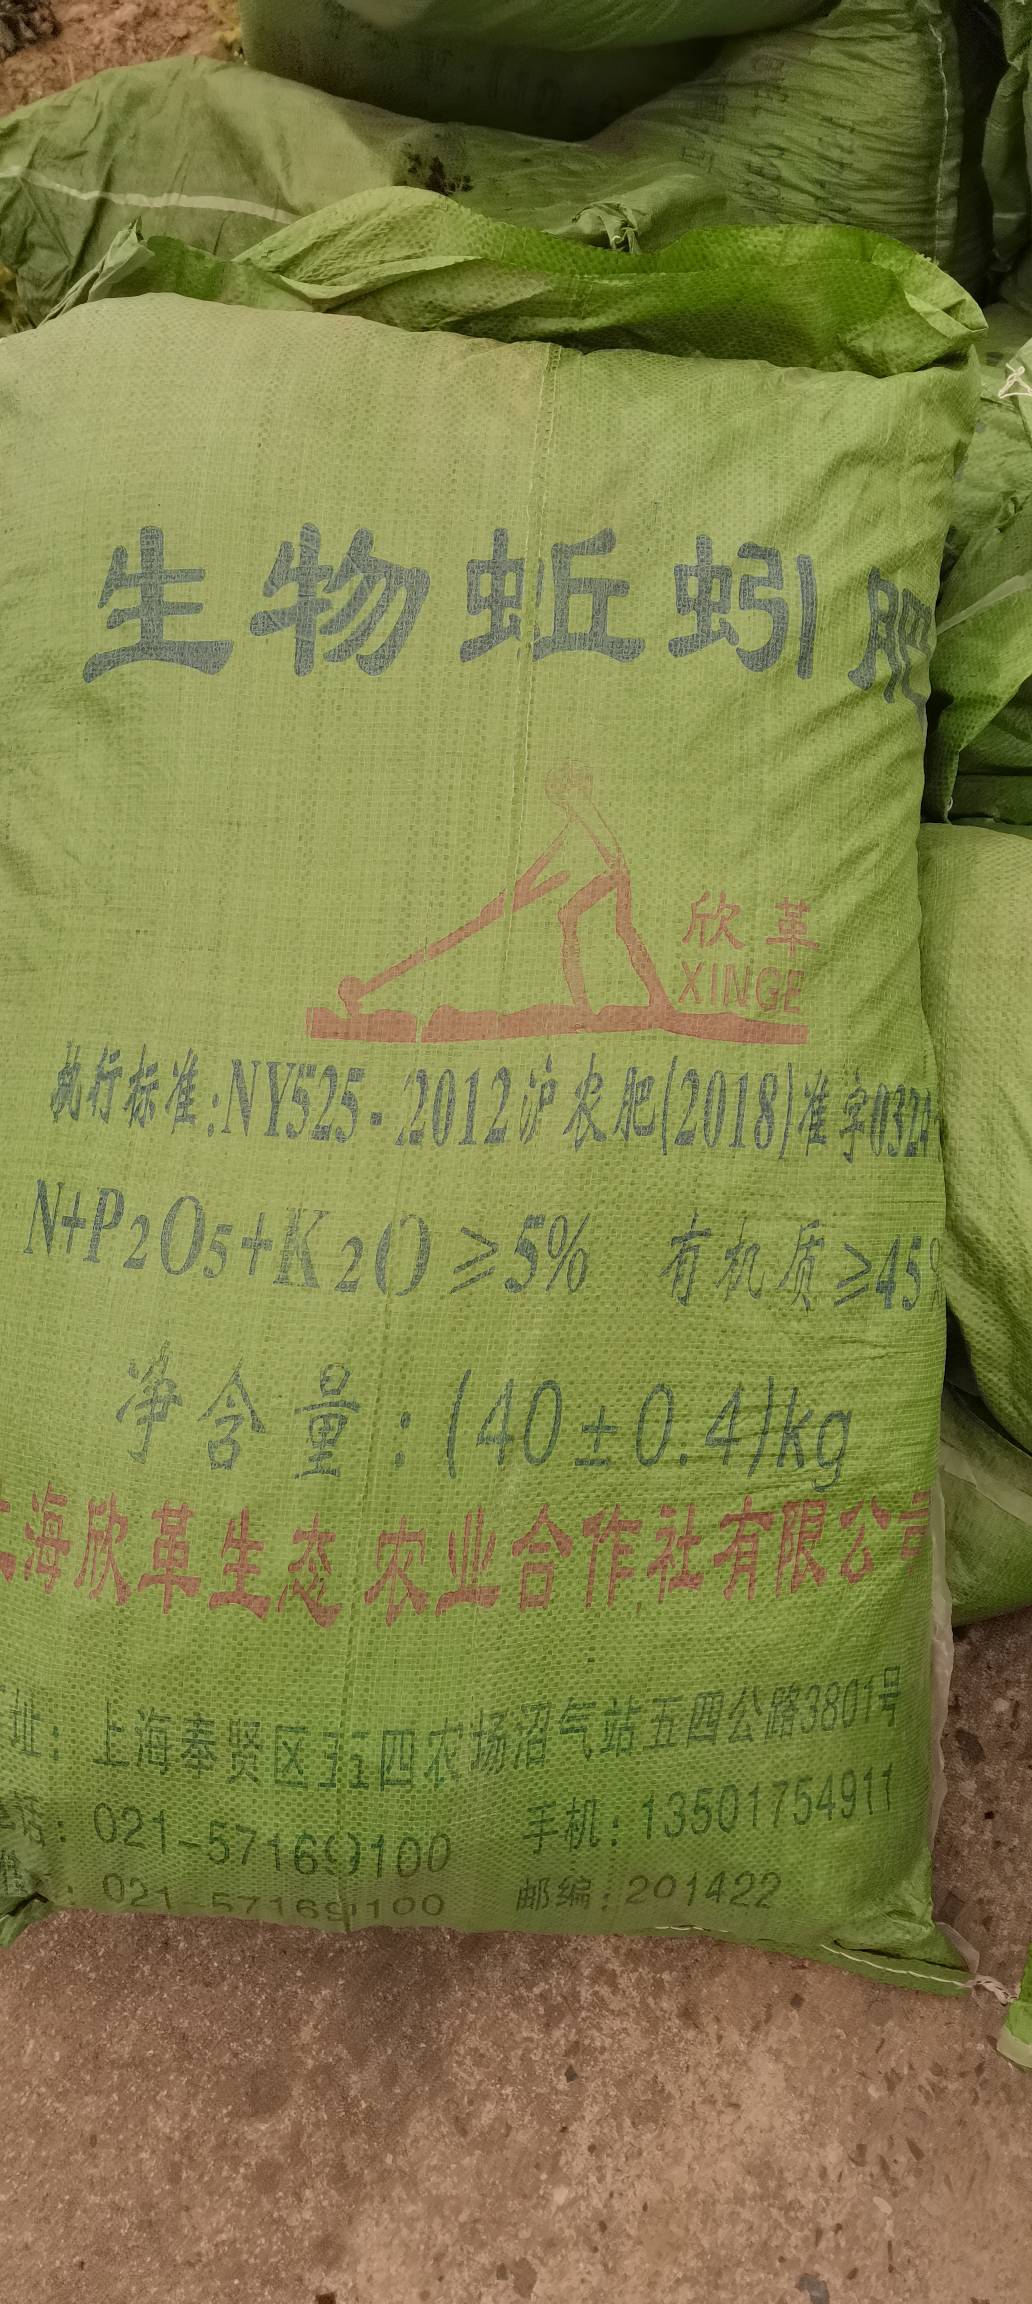 生物蚯蚓肥
欣革
XINGE
执行标准:NY525-2012沪农肥(2018)准字032
N+P2O5+K2O≥5% 有机质≥45%
净含量:(40±0.4)kg
上海欣革生态农业合作社有限公司
址:上海奉贤区五四农场沼气站五四公路3801号
电话:021-57169100 手机:13501754911
:021-57169100 邮编:201422